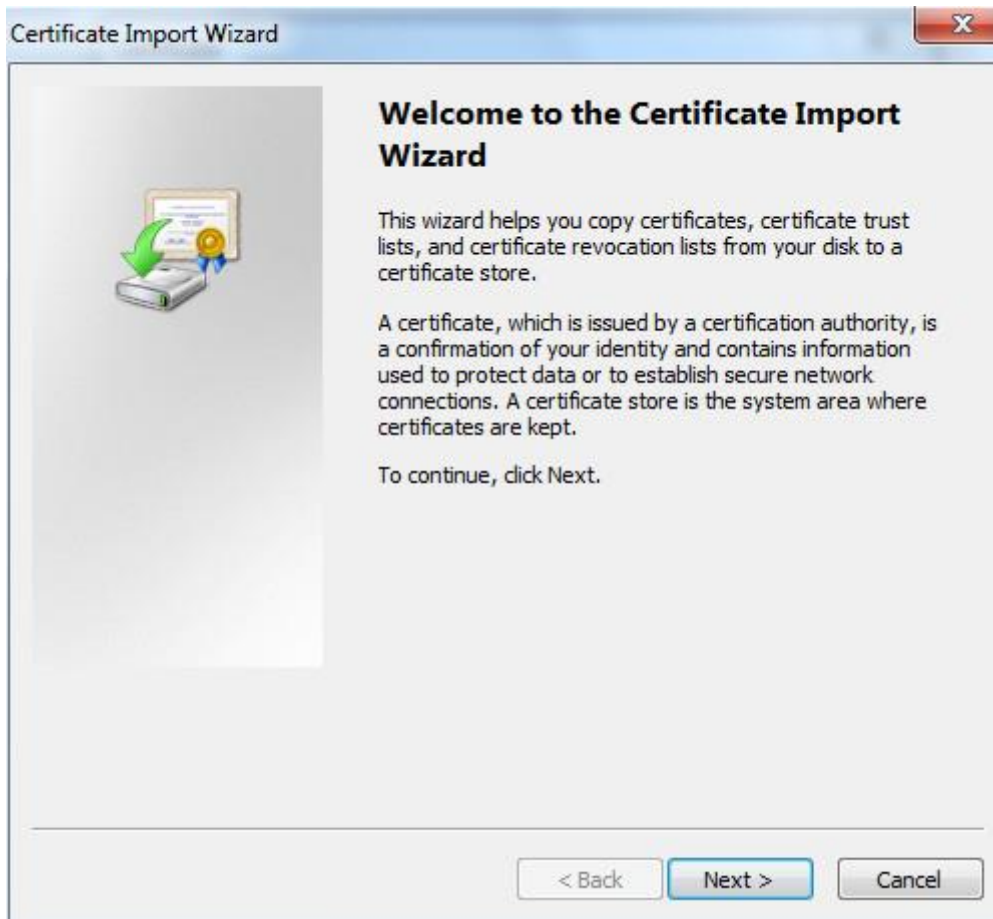 Certificate Import Wizard
Welcome to the Certificate Import
Wizard
This wizard helps you copy certificates, certificate trust
lists, and certificate revocation lists from your disk to a
certificate store.
A certificate, which is issued by a certification authority, is
a confirmation of your identity and contains information
used to protect data or to establish secure network
connections. A certificate store is the system area where
certificates are kept.
To continue, click Next.
< Back
Next >
Cancel